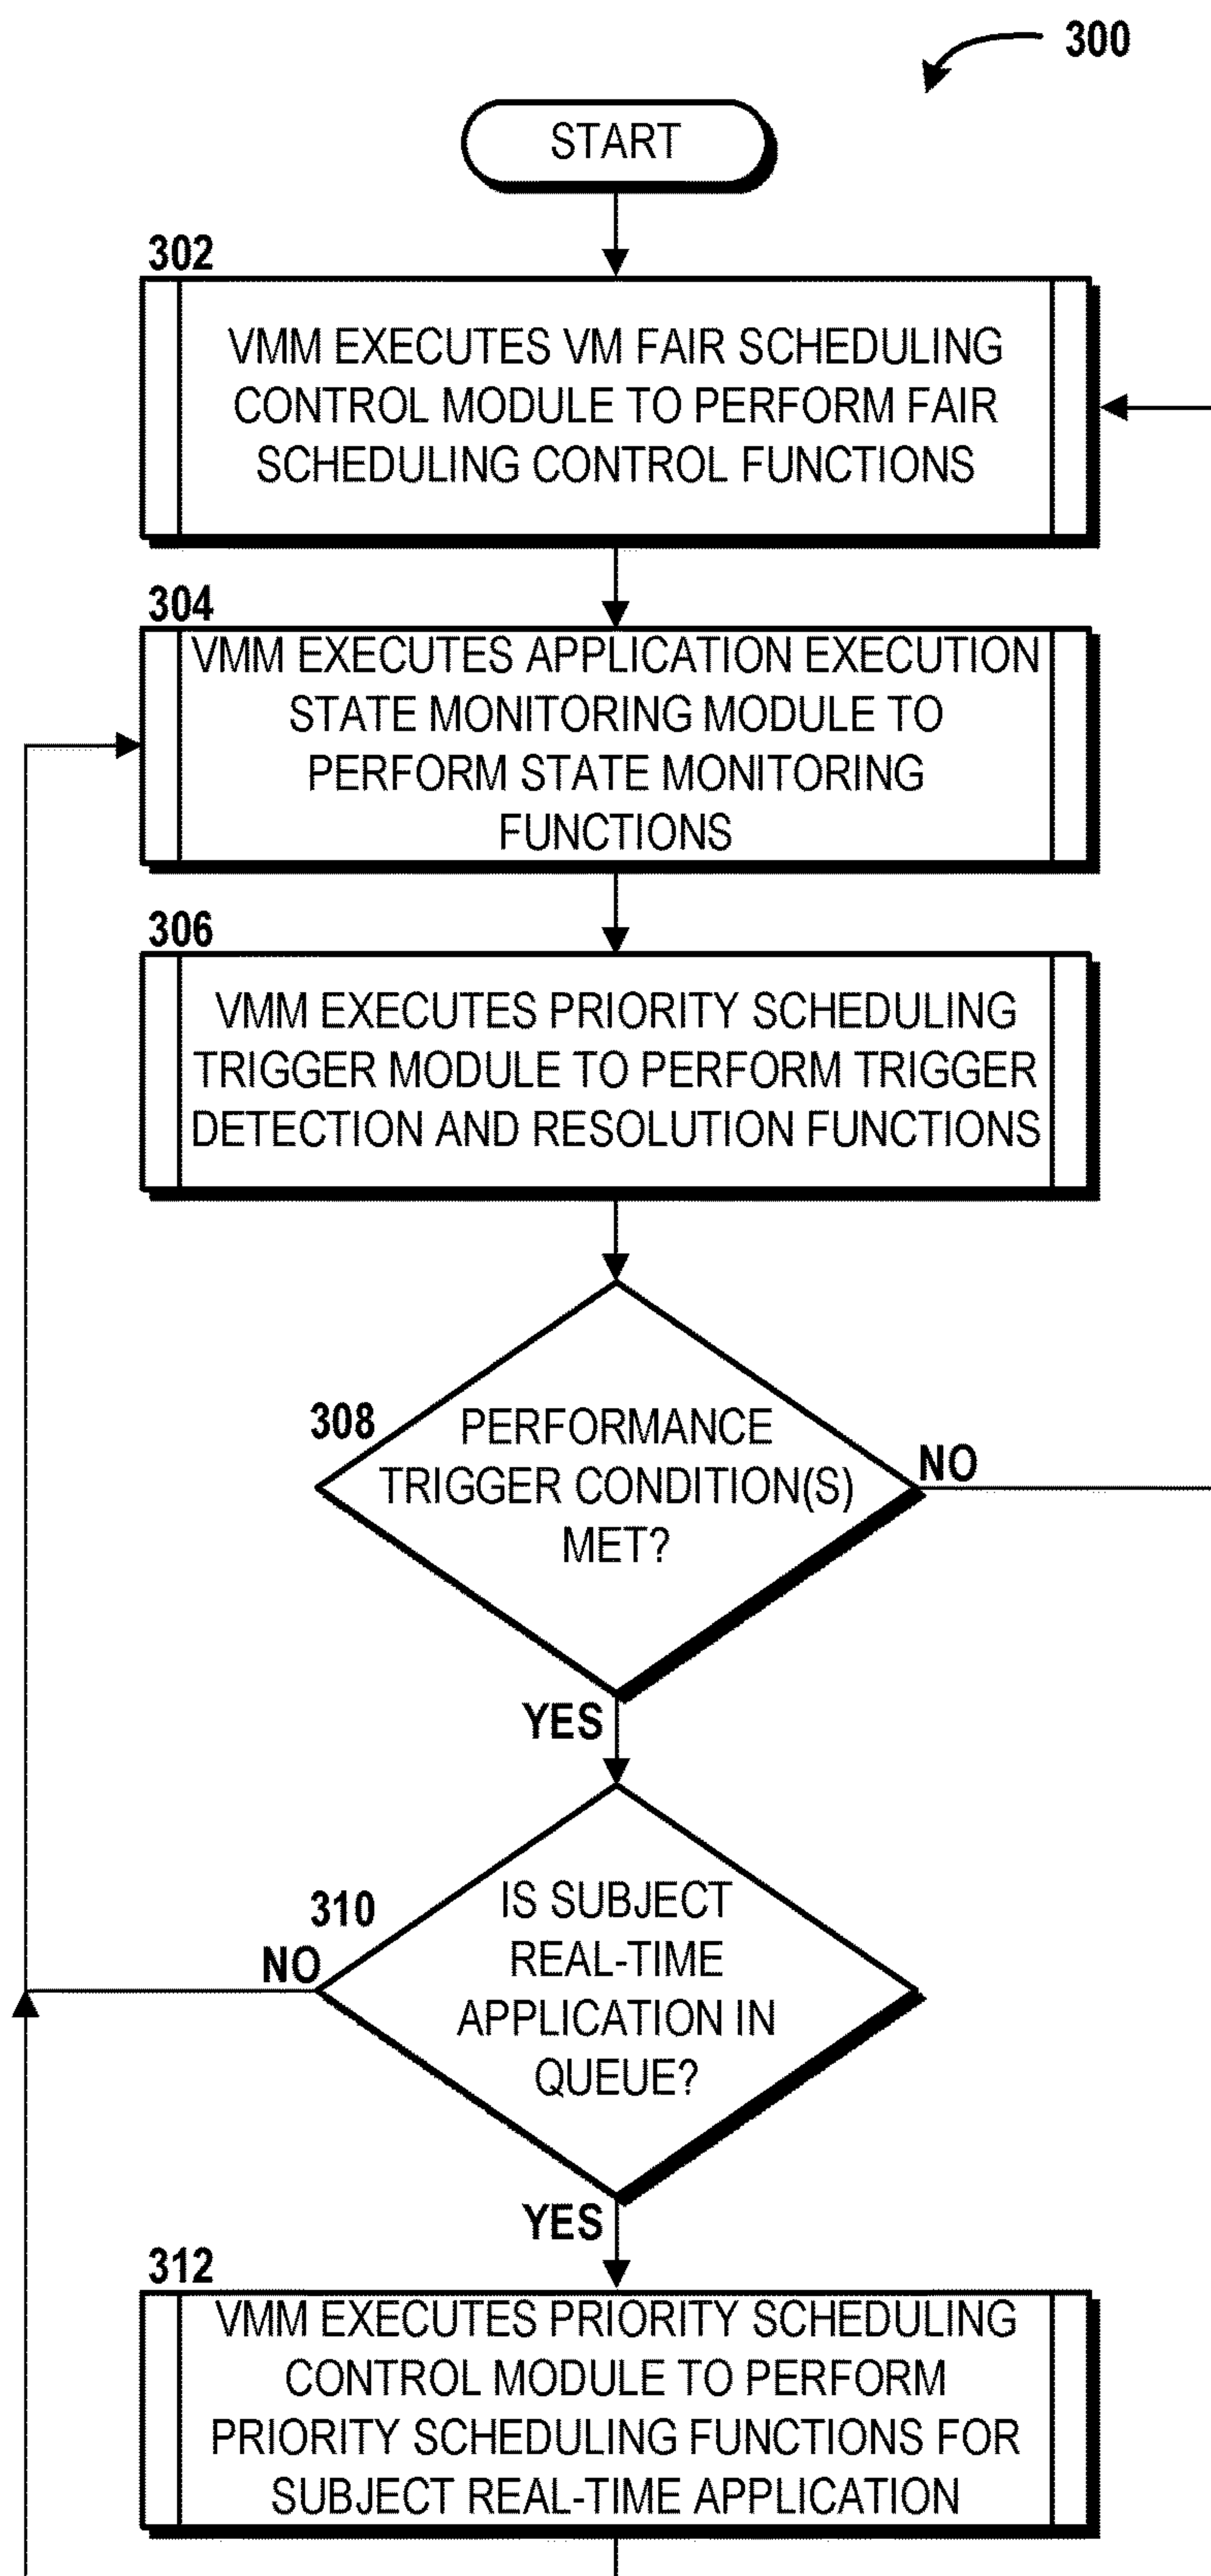 300
START
302
VMM EXECUTES VM FAIR SCHEDULING
CONTROL MODULE TO PERFORM FAIR
SCHEDULING CONTROL FUNCTIONS
304
VMM EXECUTES APPLICATION EXECUTION
STATE MONITORING MODULE TO
PERFORM STATE MONITORING
FUNCTIONS
306
VMM EXECUTES PRIORITY SCHEDULING
TRIGGER MODULE TO PERFORM TRIGGER
DETECTION AND RESOLUTION FUNCTIONS
308
PERFORMANCE
TRIGGER CONDITION(S)
MET?
NO
YES
310
IS SUBJECT
REAL-TIME
APPLICATION IN
QUEUE?
NO
YES
312
VMM EXECUTES PRIORITY SCHEDULING
CONTROL MODULE TO PERFORM
PRIORITY SCHEDULING FUNCTIONS FOR
SUBJECT REAL-TIME APPLICATION